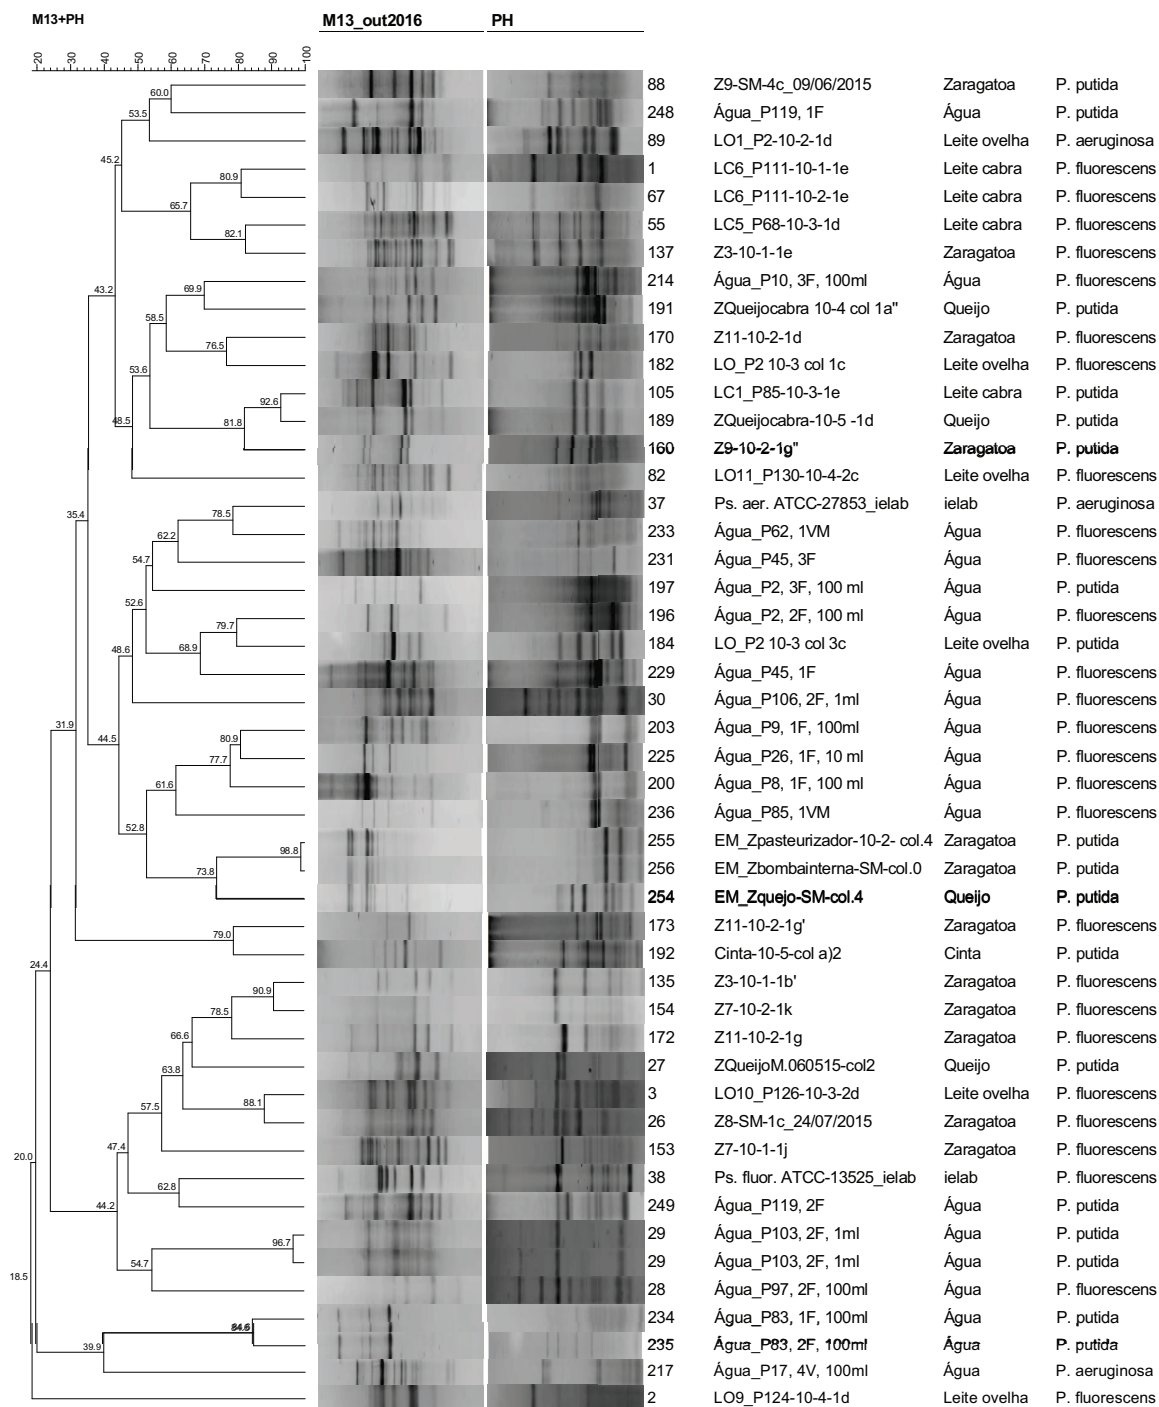 M13+PH M13_out2016 PH
20 30 40 50 60 70 80 90 100
88 Z9-SM-4c_09/06/2015 Zaragatoa P. putida
60.0
248 Água_P119, 1F Água P. putida
53.5
89 LO1_P2-10-2-1d Leite ovelha P. aeruginosa
45.2
1 LC6_P111-10-1-1e Leite cabra P. fluorescens
80.9
67 LC6_P111-10-2-1e Leite cabra P. fluorescens
65.7
55 LC5_P68-10-3-1d Leite cabra P. fluorescens
82.1
137 Z3-10-1-1e Zaragatoa P. fluorescens
214 Água_P10, 3F, 100ml Água P. fluorescens
43.2
69.9
191 ZQueijocabra 10-4 col 1a" Queijo P. putida
58.5
170 Z11-10-2-1d Zaragatoa P. fluorescens
76.5
182 LO_P2 10-3 col 1c Leite ovelha P. fluorescens
53.6
105 LC1_P85-10-3-1e Leite cabra P. putida
92.6
189 ZQueijocabra-10-5 -1d Queijo P. putida
48.5
81.8
160 Z9-10-2-1g" Zaragatoa P. putida
82 LO11_P130-10-4-2c Leite ovelha P. fluorescens
37 Ps. aer. ATCC-27853_ielab ielab P. aeruginosa
35.4
78.5
233 Água_P62, 1VM Água P. fluorescens
62.2
231 Água_P45, 3F Água P. fluorescens
54.7
197 Água_P2, 3F, 100 ml Água P. putida
52.6
196 Água_P2, 2F, 100 ml Água P. fluorescens
79.7
184 LO_P2 10-3 col 3c Leite ovelha P. putida
48.6
68.9
229 Água_P45, 1F Água P. fluorescens
30 Água_P106, 2F, 1ml Água P. fluorescens
203 Água_P9, 1F, 100ml Água P. fluorescens
31.9
44.5
80.9
225 Água_P26, 1F, 10 ml Água P. fluorescens
77.7
200 Água_P8, 1F, 100 ml Água P. fluorescens
61.6
236 Água_P85, 1VM Água P. fluorescens
52.8
255 EM_Zpasteurizador-10-2- col.4 Zaragatoa P. putida
98.8
256 EM_Zbombainterna-SM-col.0 Zaragatoa P. putida
73.8
254 EM_Zquejo-SM-col.4 Queijo P. putida
173 Z11-10-2-1g' Zaragatoa P. fluorescens
79.0
192 Cinta-10-5-col a)2 Cinta P. putida
24.4
135 Z3-10-1-1b' Zaragatoa P. fluorescens
90.9
154 Z7-10-2-1k Zaragatoa P. fluorescens
78.5
172 Z11-10-2-1g Zaragatoa P. fluorescens
66.6
27 ZQueijoM.060515-col2 Queijo P. putida
63.8
3 LO10_P126-10-3-2d Leite ovelha P. fluorescens
88.1
57.5
26 Z8-SM-1c_24/07/2015 Zaragatoa P. fluorescens
47.4
153 Z7-10-1-1j Zaragatoa P. fluorescens
20.0
38 Ps. fluor. ATCC-13525_ielab ielab P. fluorescens
62.8
44.2
249 Água_P119, 2F Água P. putida
29 Água_P103, 2F, 1ml Água P. putida
96.7
29 Água_P103, 2F, 1ml Água P. putida
54.7
18.5
28 Água_P97, 2F, 100ml Água P. fluorescens
234 Água_P83, 1F, 100ml Água P. putida
84.6
235 Água_P83, 2F, 100ml Água P. putida
39.9
217 Água_P17, 4V, 100ml Água P. aeruginosa
2 LO9_P124-10-4-1d Leite ovelha P. fluorescens